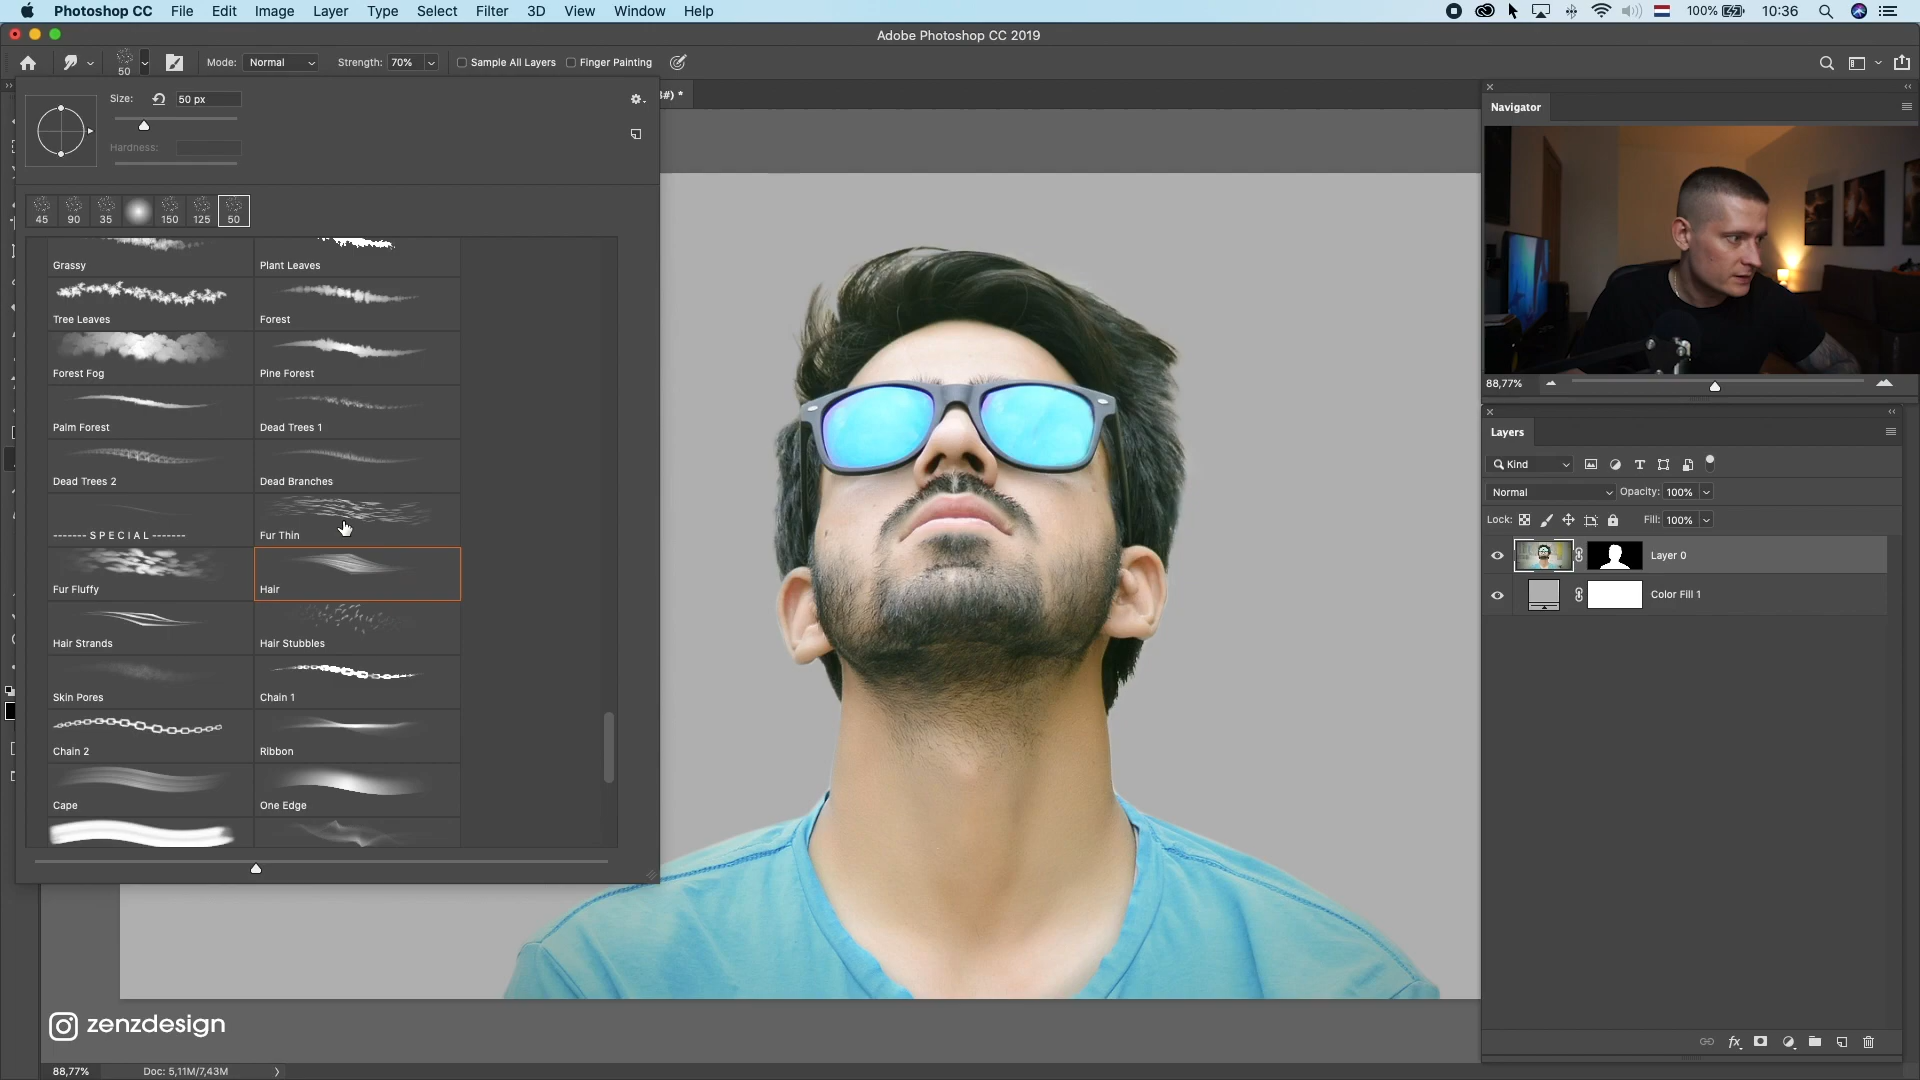 Photoshop CC File Edit Image Layer Type Select Filter 3D View Window Help 100% 10:36
Adobe Photoshop CC 2019
50 Mode: Normal Strength: 70% Sample All Layers Finger Painting
#) *
Size: 50 px
Hardness:
45 90 35 150 125 50
Grassy Plant Leaves
Tree Leaves Forest
Forest Fog Pine Forest
Palm Forest Dead Trees 1
Dead Trees 2 Dead Branches
------- S P E C I A L ------- Fur Thin
Fur Fluffy Hair
Hair Strands Hair Stubbles
Skin Pores Chain 1
Chain 2 Ribbon
Cape One Edge
zenzdesign
88,77% Doc: 5,11M/7,43M
Navigator
88,77%
Layers
Kind
Normal Opacity: 100%
Lock: Fill: 100%
Layer 0
Color Fill 1
fx